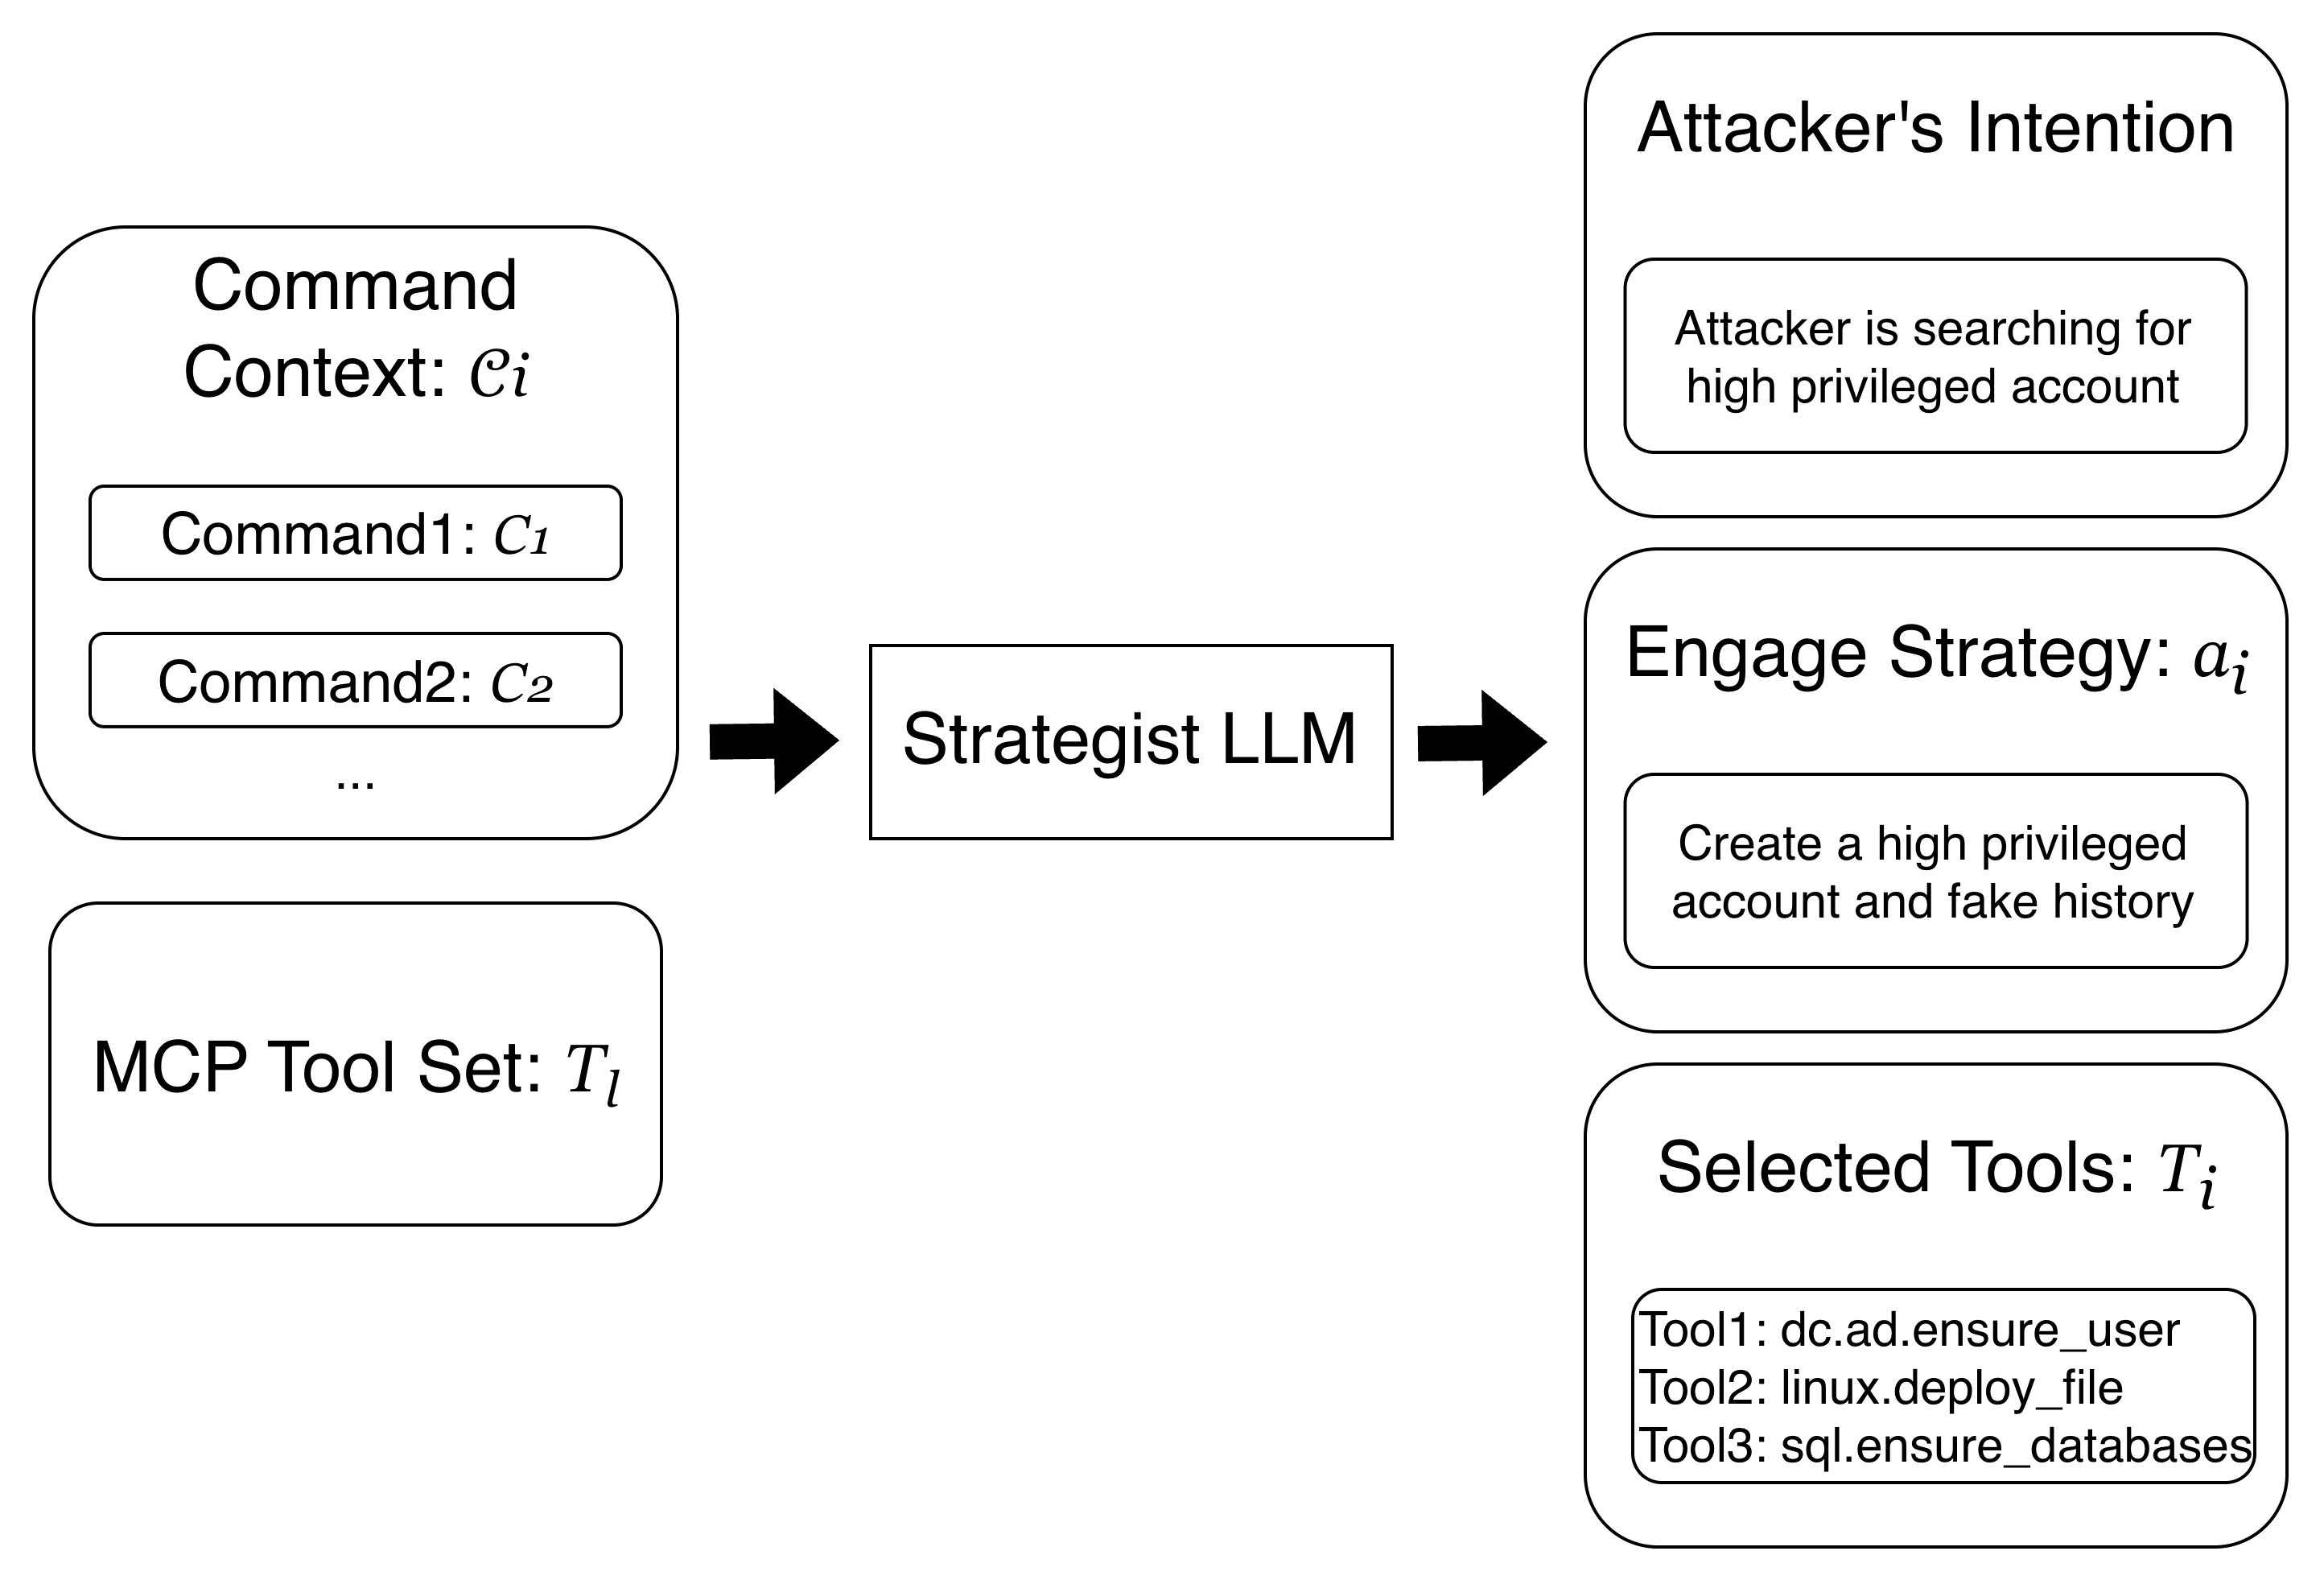 Command
Context: 𝒞i
Command1: C1
Command2: C2
...
MCP Tool Set: Tl
Strategist LLM
Attacker's Intention
Attacker is searching for
high privileged account
Engage Strategy: ai
Create a high privileged
account and fake history
Selected Tools: Ti
Tool1: dc.ad.ensure_user
Tool2: linux.deploy_file
Tool3: sql.ensure_databases